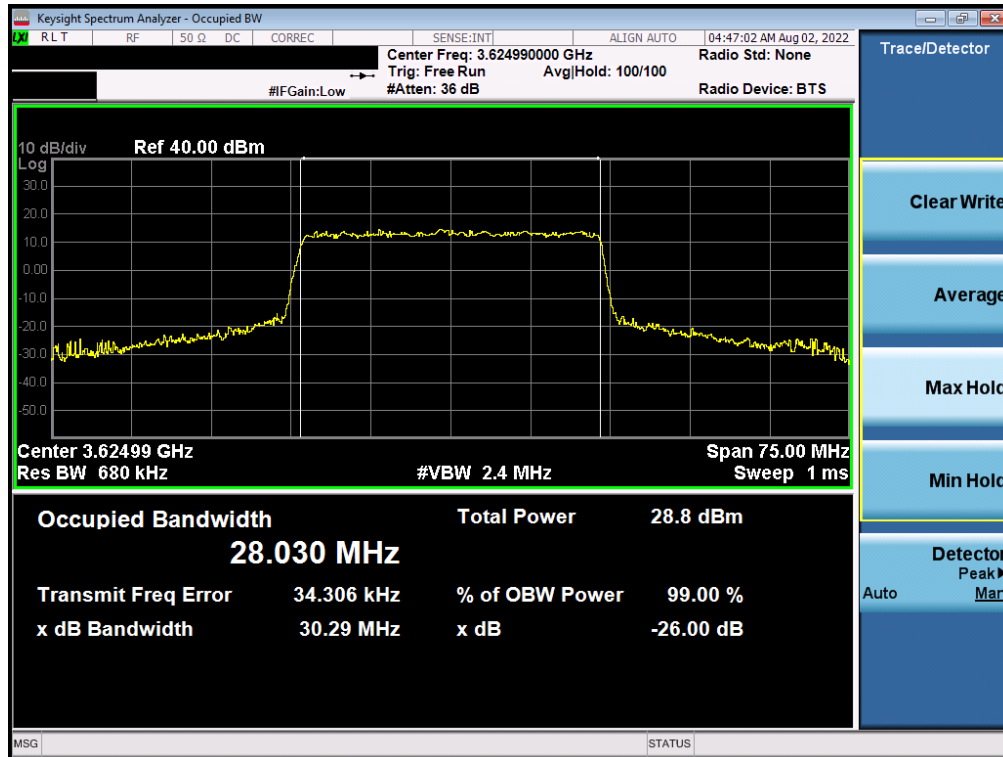 Keysight Spectrum Analyzer - Occupied BW
LXI RLT RF 50 Ω DC CORREC SENSE:INT ALIGN AUTO 04:47:02 AM Aug 02, 2022
Center Freq: 3.624990000 GHz Radio Std: None
Trig: Free Run Avg|Hold: 100/100
#IFGain:Low #Atten: 36 dB Radio Device: BTS
Trace/Detector
10 dB/div Ref 40.00 dBm
Log
30.0
20.0
10.0
0.00
-10.0
-20.0
-30.0
-40.0
-50.0
Center 3.62499 GHz Span 75.00 MHz
Res BW 680 kHz #VBW 2.4 MHz Sweep 1 ms
Occupied Bandwidth Total Power 28.8 dBm
28.030 MHz
Transmit Freq Error 34.306 kHz % of OBW Power 99.00 %
x dB Bandwidth 30.29 MHz x dB -26.00 dB
Clear Write
Average
Max Hold
Min Hold
Detector
Peak
Auto Man
MSG STATUS